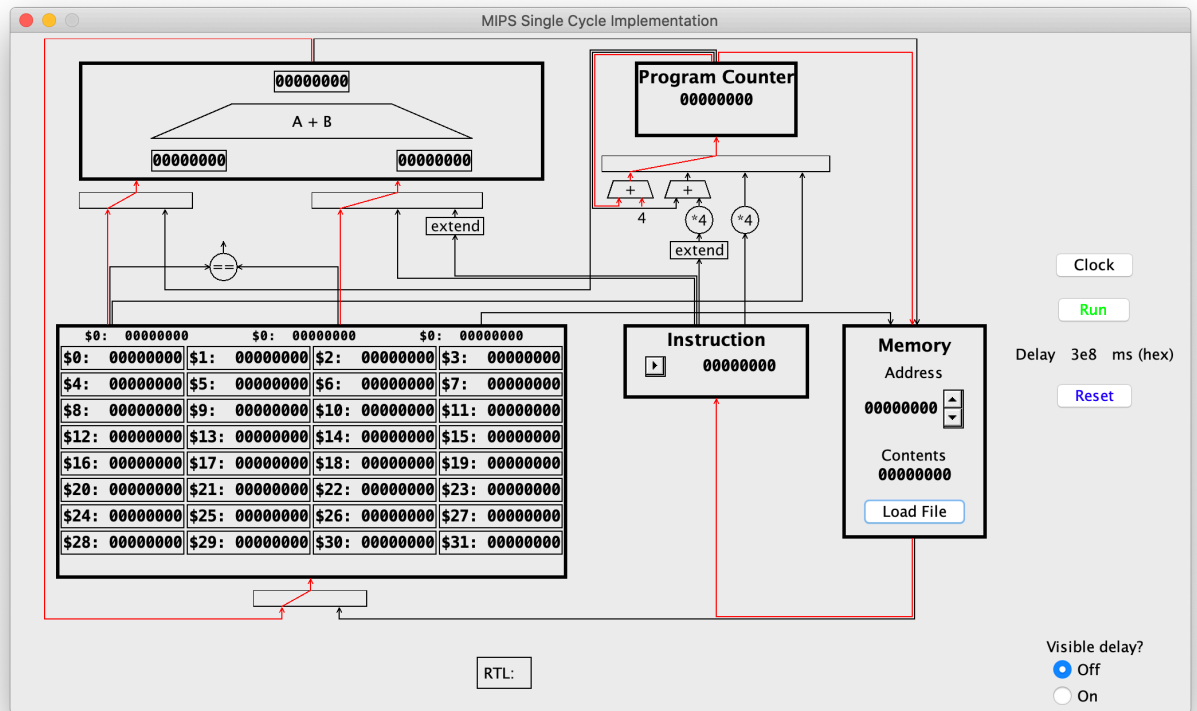 MIPS Single Cycle Implementation
00000000
A + B
00000000 00000000
Program Counter
00000000
+ +
4
*4 *4
extend
extend
==
Clock
Run
Delay 3e8 ms (hex)
Reset
$0: 00000000 $0: 00000000 $0: 00000000
$0: 00000000 $1: 00000000 $2: 00000000 $3: 00000000
$4: 00000000 $5: 00000000 $6: 00000000 $7: 00000000
$8: 00000000 $9: 00000000 $10: 00000000 $11: 00000000
$12: 00000000 $13: 00000000 $14: 00000000 $15: 00000000
$16: 00000000 $17: 00000000 $18: 00000000 $19: 00000000
$20: 00000000 $21: 00000000 $22: 00000000 $23: 00000000
$24: 00000000 $25: 00000000 $26: 00000000 $27: 00000000
$28: 00000000 $29: 00000000 $30: 00000000 $31: 00000000
Instruction
00000000
Memory
Address
00000000
Contents
00000000
Load File
RTL:
Visible delay?
Off
On